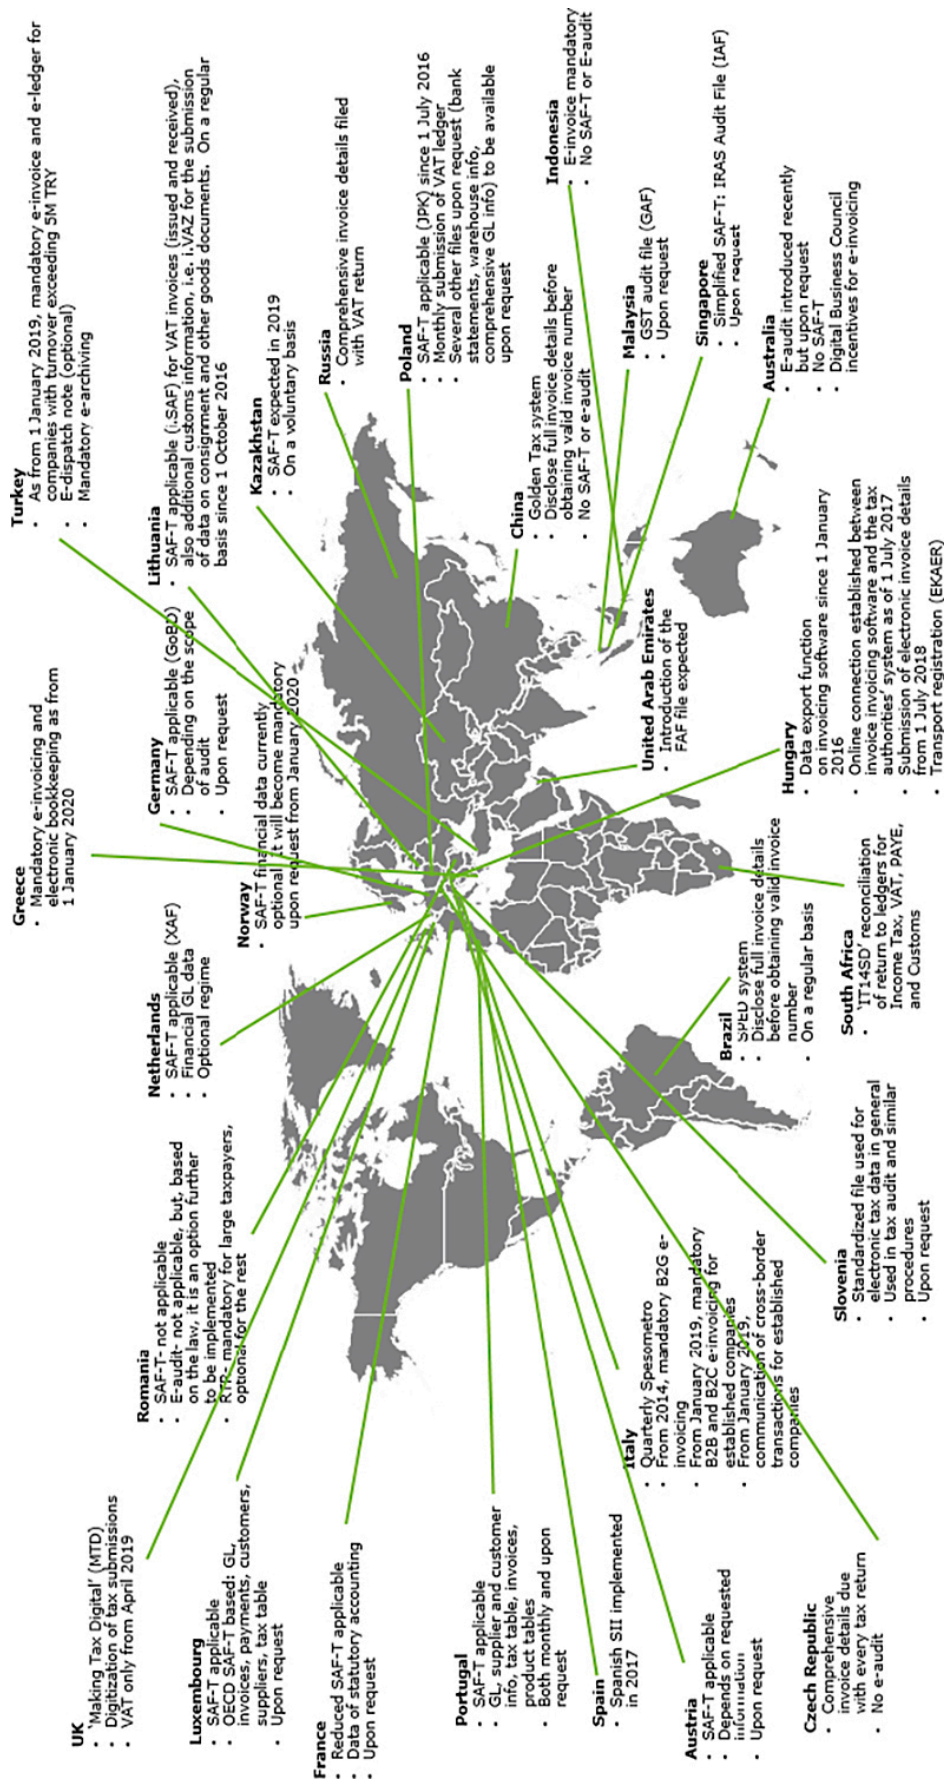 UK
• 'Making Tax Digital' (MTD)
• Digitization of tax submissions
• VAT only from April 2019
Luxembourg
• SAF-T applicable
• OECD SAF-T based: GL,
invoices, payments, customers,
suppliers, tax table
• Upon request
France
• Reduced SAF-T applicable
• Data of statutory accounting
• Upon request
Portugal
• SAF-T applicable
• GL, supplier and customer
info, tax table, invoices,
product tables
• Both monthly and upon
request
Spain
• Spanish SII implemented
in 2017
Austria
• SAF-T applicable
• Depends on requested
information
• Upon request
Czech Republic
• Comprehensive
invoice details due
with every tax return
• No e-audit
Romania
• SAF-T- not applicable
• E-audit- not applicable, but, based
on the law, it is an option further
to be implemented
• RTR- mandatory for large taxpayers,
optional for the rest
Italy
• Quarterly Spesometro
• From 2014, mandatory B2G e-
invoicing
• From January 2019, mandatory
B2B and B2C e-invoicing for
established companies
• From January 2019,
communication of cross-border
transactions for established
companies
Slovenia
• Standardized file used for
electronic tax data in general
• Used in tax audit and similar
procedures
• Upon request
Netherlands
• SAF-T applicable (XAF)
• Financial GL data
• Optional regime
Brazil
• SPED system
• Disclose full invoice details
before obtaining valid invoice
number
• On a regular basis
South Africa
• 'IT14SD' reconciliation
of return to ledgers for
Income Tax, VAT, PAYE,
and Customs
Greece
• Mandatory e-invoicing and
electronic bookkeeping as from
1 January 2020
Germany
• SAF-T applicable (GoBD)
• Depending on the scope
of audit
• Upon request
Norway
• SAF-T financial data currently
optional it will become mandatory
upon request from January 2020
United Arab Emirates
• Introduction of the
FAF file expected
Hungary
• Data export function
on invoicing software since 1 January
2016
• Online connection established between
invoice invoicing software and the tax
authorities' system as of 1 July 2017
• Submission of electronic invoice details
from 1 July 2018
• Transport registration (EKAER)
Turkey
• As from 1 January 2019, mandatory e-invoice and e-ledger for
companies with turnover exceeding 5M TRY
• E-dispatch note (optional)
• Mandatory e-archiving
Lithuania
• SAF-T applicable (i.SAF) for VAT invoices (issued and received),
also additional customs information, i.e. i.VAZ for the submission
of data on consignment and other goods documents. On a regular
basis since 1 October 2016
Kazakhstan
• SAF-T expected in 2019
• On a voluntary basis
Russia
• Comprehensive invoice details filed
with VAT return
Poland
• SAF-T applicable (JPK) since 1 July 2016
• Monthly submission of VAT ledger
• Several other files upon request (bank
statements, warehouse info,
comprehensive GL info) to be available
upon request
China
• Golden Tax system
• Disclose full invoice details before
obtaining valid invoice number
• No SAF-T or e-audit
Indonesia
• E-invoice mandatory
• No SAF-T or E-audit
Malaysia
• GST audit file (GAF)
• Upon request
Singapore
• Simplified SAF-T: IRAS Audit File (IAF)
• Upon request
Australia
• E-audit introduced recently
but upon request
• No SAF-T
• Digital Business Council
incentives for e-invoicing